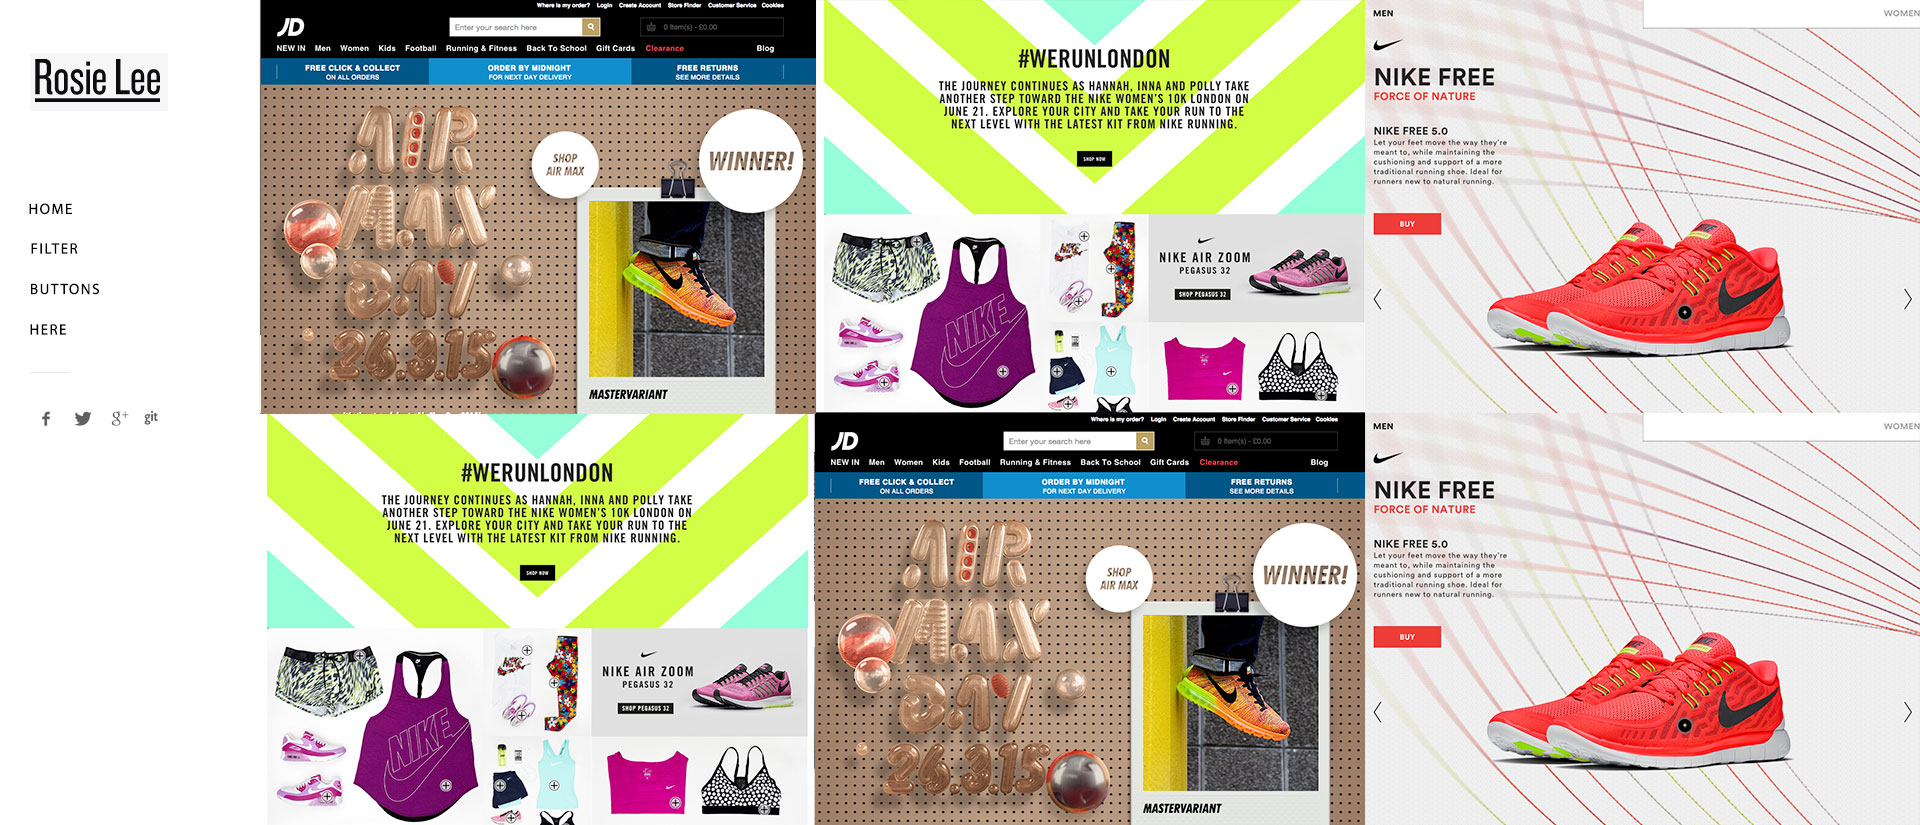 Rosie Lee
HOME
FILTER
BUTTONS
HERE
git
Where is my order? Login Create Account Store Finder Customer Service Cookies
JD
Enter your search here
0 Item(s) - £0.00
NEW IN Men Women Kids Football Running & Fitness Back To School Gift Cards Clearance Blog
FREE CLICK & COLLECT
ON ALL ORDERS
ORDER BY MIDNIGHT
FOR NEXT DAY DELIVERY
FREE RETURNS
SEE MORE DETAILS
AIR
MAX
DAY
26.3.15
SHOP
AIR MAX
WINNER!
MASTERVARIANT
#WERUNLONDON
THE JOURNEY CONTINUES AS HANNAH, INNA AND POLLY TAKE
ANOTHER STEP TOWARD THE NIKE WOMEN'S 10K LONDON ON
JUNE 21. EXPLORE YOUR CITY AND TAKE YOUR RUN TO THE
NEXT LEVEL WITH THE LATEST KIT FROM NIKE RUNNING.
SHOP NOW
NIKE
NIKE AIR ZOOM
PEGASUS 32
SHOP PEGASUS 32
MEN
WOMEN
NIKE FREE
FORCE OF NATURE
NIKE FREE 5.0
Let your feet move the way they're
meant to, while maintaining the
cushioning and support of a more
traditional running shoe. Ideal for
runners new to natural running.
BUY
#WERUNLONDON
THE JOURNEY CONTINUES AS HANNAH, INNA AND POLLY TAKE
ANOTHER STEP TOWARD THE NIKE WOMEN'S 10K LONDON ON
JUNE 21. EXPLORE YOUR CITY AND TAKE YOUR RUN TO THE
NEXT LEVEL WITH THE LATEST KIT FROM NIKE RUNNING.
SHOP NOW
NIKE
NIKE AIR ZOOM
PEGASUS 32
SHOP PEGASUS 32
Where is my order? Login Create Account Store Finder Customer Service Cookies
JD
Enter your search here
0 Item(s) - £0.00
NEW IN Men Women Kids Football Running & Fitness Back To School Gift Cards Clearance Blog
FREE CLICK & COLLECT
ON ALL ORDERS
ORDER BY MIDNIGHT
FOR NEXT DAY DELIVERY
FREE RETURNS
SEE MORE DETAILS
AIR
MAX
DAY
26.3.15
SHOP
AIR MAX
WINNER!
MASTERVARIANT
MEN
WOMEN
NIKE FREE
FORCE OF NATURE
NIKE FREE 5.0
Let your feet move the way they're
meant to, while maintaining the
cushioning and support of a more
traditional running shoe. Ideal for
runners new to natural running.
BUY